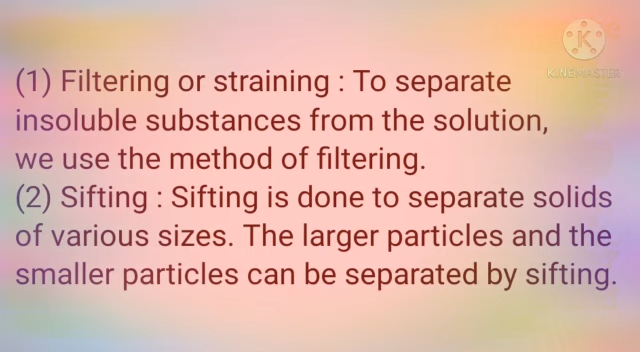 K
KINEMASTER
(1) Filtering or straining : To separate
insoluble substances from the solution,
we use the method of filtering.
(2) Sifting : Sifting is done to separate solids
of various sizes. The larger particles and the
smaller particles can be separated by sifting.